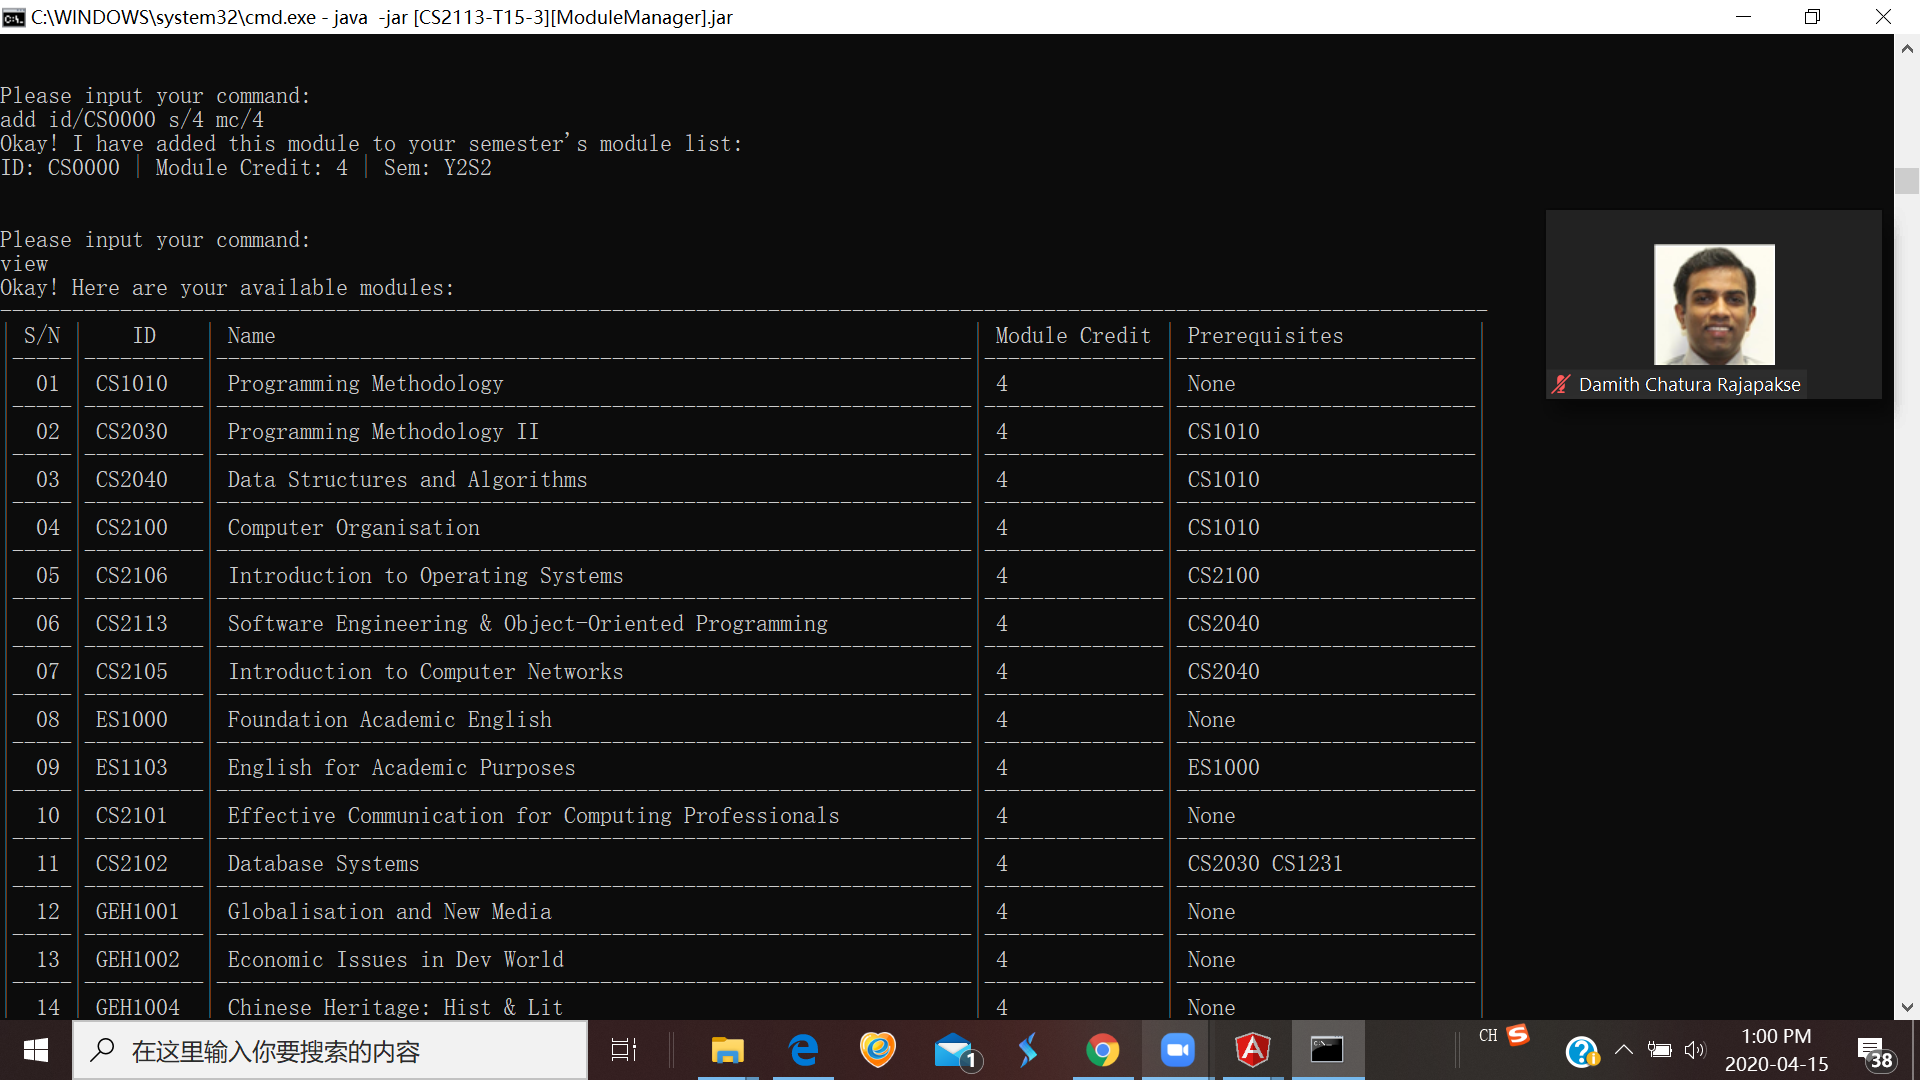 C:\WINDOWS\system32\cmd.exe - java  -jar [CS2113-T15-3][ModuleManager].jar
Please input your command:
add id/CS0000 s/4 mc/4
Okay! I have added this module to your semester's module list:
ID: CS0000 | Module Credit: 4 | Sem: Y2S2
Please input your command:
view
Okay! Here are your available modules:
| S/N | ID | Name | Module Credit | Prerequisites |
| 01 | CS1010 | Programming Methodology | 4 | None |
| 02 | CS2030 | Programming Methodology II | 4 | CS1010 |
| 03 | CS2040 | Data Structures and Algorithms | 4 | CS1010 |
| 04 | CS2100 | Computer Organisation | 4 | CS1010 |
| 05 | CS2106 | Introduction to Operating Systems | 4 | CS2100 |
| 06 | CS2113 | Software Engineering & Object-Oriented Programming | 4 | CS2040 |
| 07 | CS2105 | Introduction to Computer Networks | 4 | CS2040 |
| 08 | ES1000 | Foundation Academic English | 4 | None |
| 09 | ES1103 | English for Academic Purposes | 4 | ES1000 |
| 10 | CS2101 | Effective Communication for Computing Professionals | 4 | None |
| 11 | CS2102 | Database Systems | 4 | CS2030 CS1231 |
| 12 | GEH1001 | Globalisation and New Media | 4 | None |
| 13 | GEH1002 | Economic Issues in Dev World | 4 | None |
| 14 | GEH1004 | Chinese Heritage: Hist & Lit | 4 | None |
Damith Chatura Rajapakse
在这里输入你要搜索的内容
1
CH
1:00 PM
2020-04-15
38